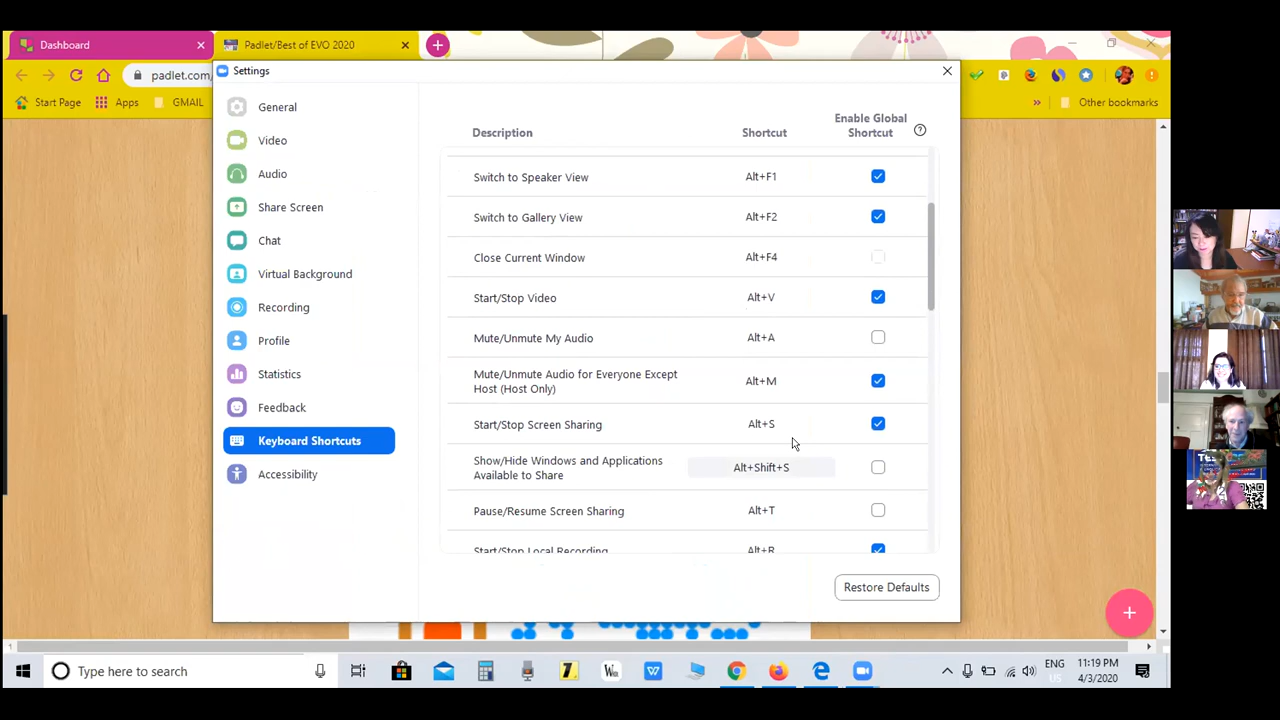 Dashboard
Padlet/Best of EVO 2020
padlet.com/
Start Page
Apps
GMAIL
Other bookmarks
Settings
General
Video
Audio
Share Screen
Chat
Virtual Background
Recording
Profile
Statistics
Feedback
Keyboard Shortcuts
Accessibility
Description
Shortcut
Enable Global
Shortcut
Switch to Speaker View
Alt+F1
Switch to Gallery View
Alt+F2
Close Current Window
Alt+F4
Start/Stop Video
Alt+V
Mute/Unmute My Audio
Alt+A
Mute/Unmute Audio for Everyone Except
Host (Host Only)
Alt+M
Start/Stop Screen Sharing
Alt+S
Show/Hide Windows and Applications
Available to Share
Alt+Shift+S
Pause/Resume Screen Sharing
Alt+T
Start/Stop Local Recording
Alt+R
Restore Defaults
Type here to search
ENG
US
11:19 PM
4/3/2020